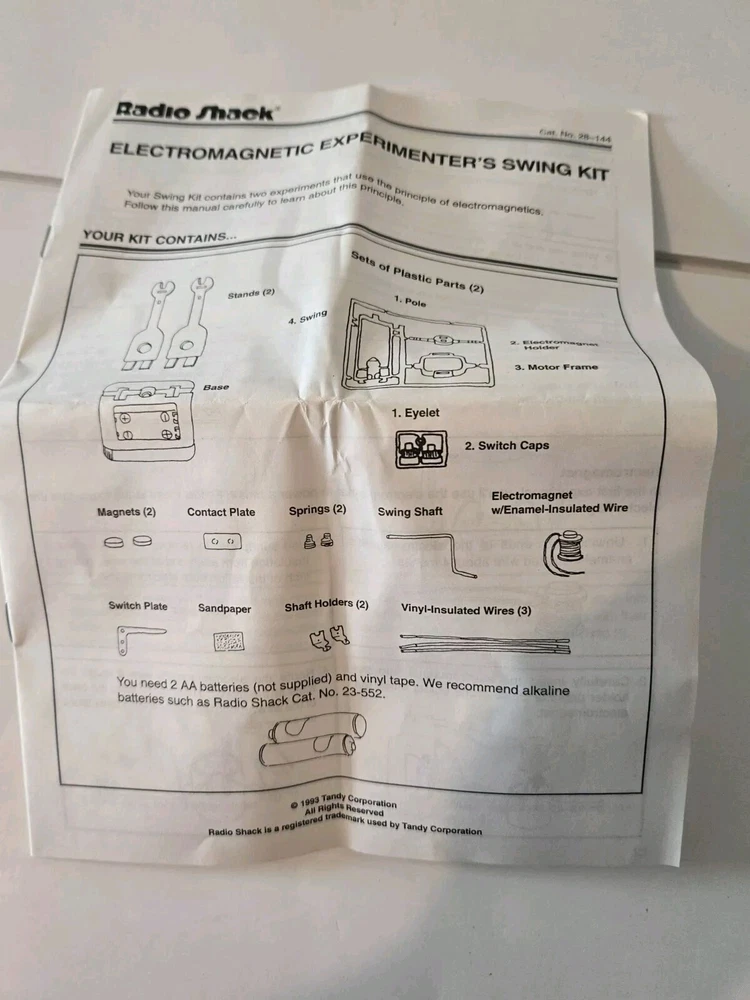 Radio Shack®
Cat. No. 28-144
ELECTROMAGNETIC EXPERIMENTER'S SWING KIT
Your Swing Kit contains two experiments that use the principle of electromagnetics.
Follow this manual carefully to learn about this principle.
YOUR KIT CONTAINS...
Stands (2)
Sets of Plastic Parts (2)
1. Pole
4. Swing
2. Electromagnet
Holder
3. Motor Frame
Base
1. Eyelet
2. Switch Caps
Magnets (2)
Contact Plate
Springs (2)
Swing Shaft
Electromagnet
w/Enamel-Insulated Wire
Switch Plate
Sandpaper
Shaft Holders (2)
Vinyl-Insulated Wires (3)
You need 2 AA batteries (not supplied) and vinyl tape. We recommend alkaline
batteries such as Radio Shack Cat. No. 23-552.
© 1993 Tandy Corporation
All Rights Reserved
Radio Shack is a registered trademark used by Tandy Corporation